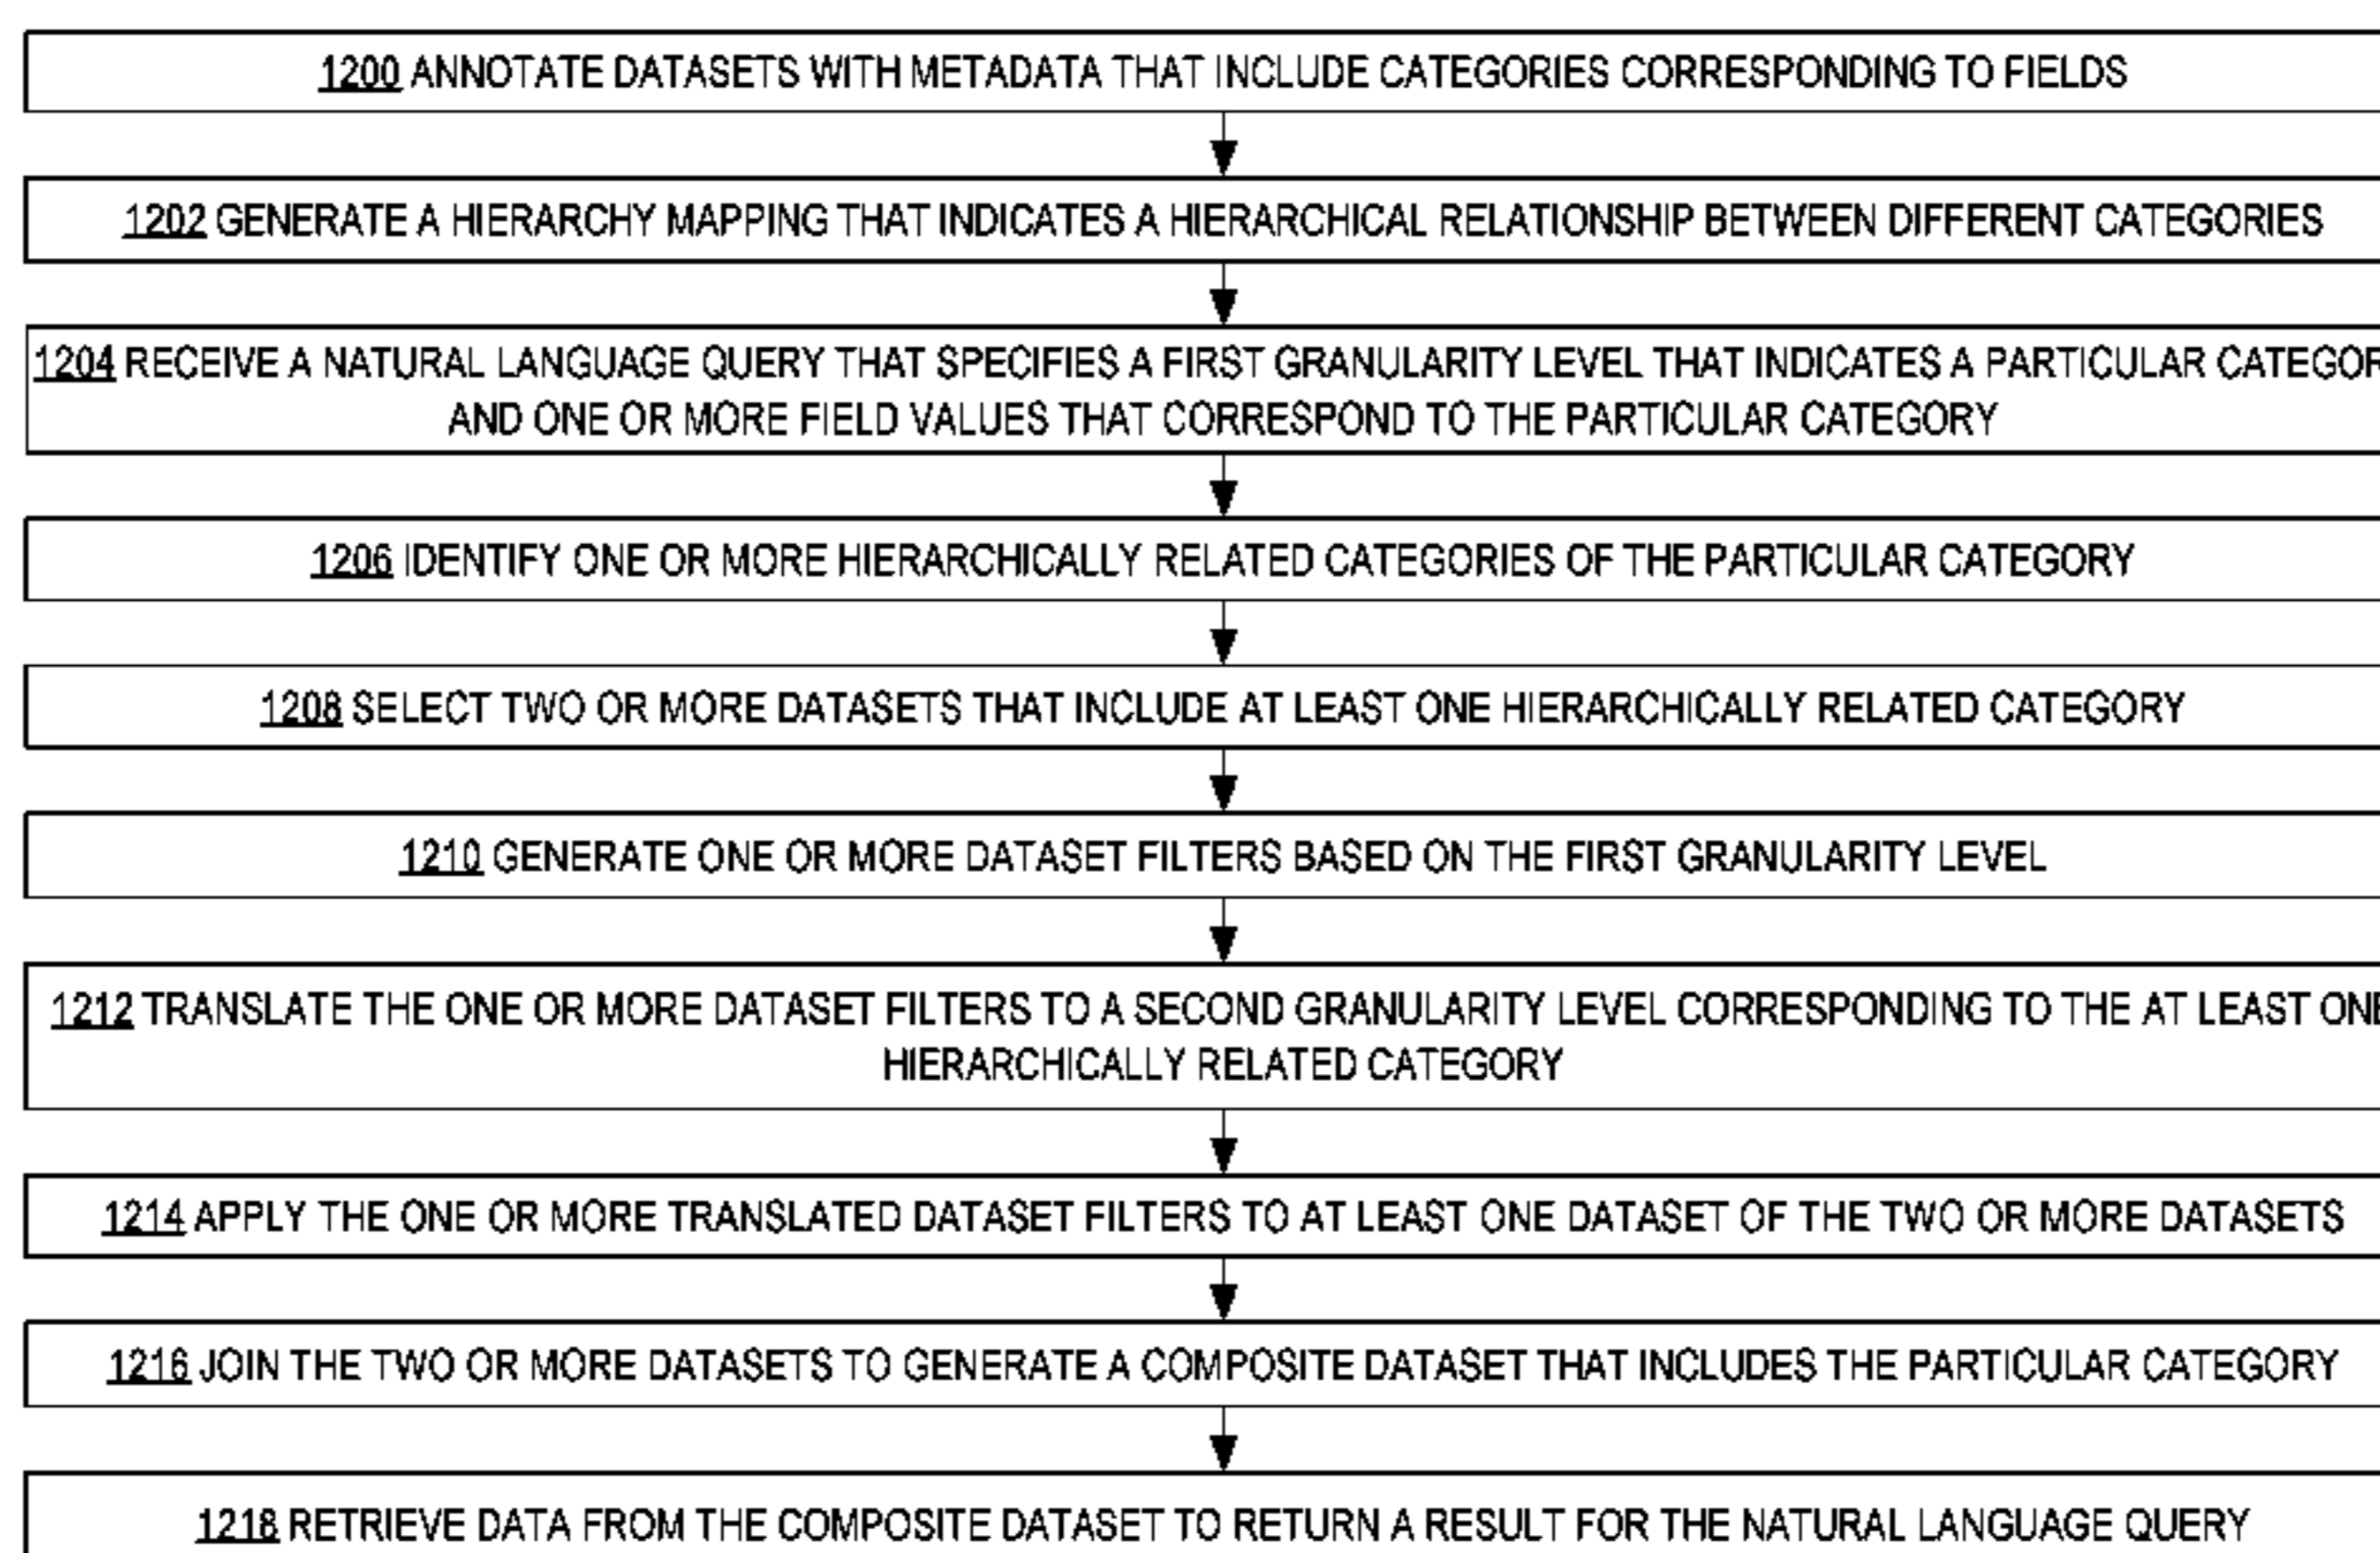 1200 ANNOTATE DATASETS WITH METADATA THAT INCLUDE CATEGORIES CORRESPONDING TO FIELDS
1202 GENERATE A HIERARCHY MAPPING THAT INDICATES A HIERARCHICAL RELATIONSHIP BETWEEN DIFFERENT CATEGORIES
1204 RECEIVE A NATURAL LANGUAGE QUERY THAT SPECIFIES A FIRST GRANULARITY LEVEL THAT INDICATES A PARTICULAR CATEGOR
AND ONE OR MORE FIELD VALUES THAT CORRESPOND TO THE PARTICULAR CATEGORY
1206 IDENTIFY ONE OR MORE HIERARCHICALLY RELATED CATEGORIES OF THE PARTICULAR CATEGORY
1208 SELECT TWO OR MORE DATASETS THAT INCLUDE AT LEAST ONE HIERARCHICALLY RELATED CATEGORY
1210 GENERATE ONE OR MORE DATASET FILTERS BASED ON THE FIRST GRANULARITY LEVEL
1212 TRANSLATE THE ONE OR MORE DATASET FILTERS TO A SECOND GRANULARITY LEVEL CORRESPONDING TO THE AT LEAST ONE
HIERARCHICALLY RELATED CATEGORY
1214 APPLY THE ONE OR MORE TRANSLATED DATASET FILTERS TO AT LEAST ONE DATASET OF THE TWO OR MORE DATASETS
1216 JOIN THE TWO OR MORE DATASETS TO GENERATE A COMPOSITE DATASET THAT INCLUDES THE PARTICULAR CATEGORY
1218 RETRIEVE DATA FROM THE COMPOSITE DATASET TO RETURN A RESULT FOR THE NATURAL LANGUAGE QUERY